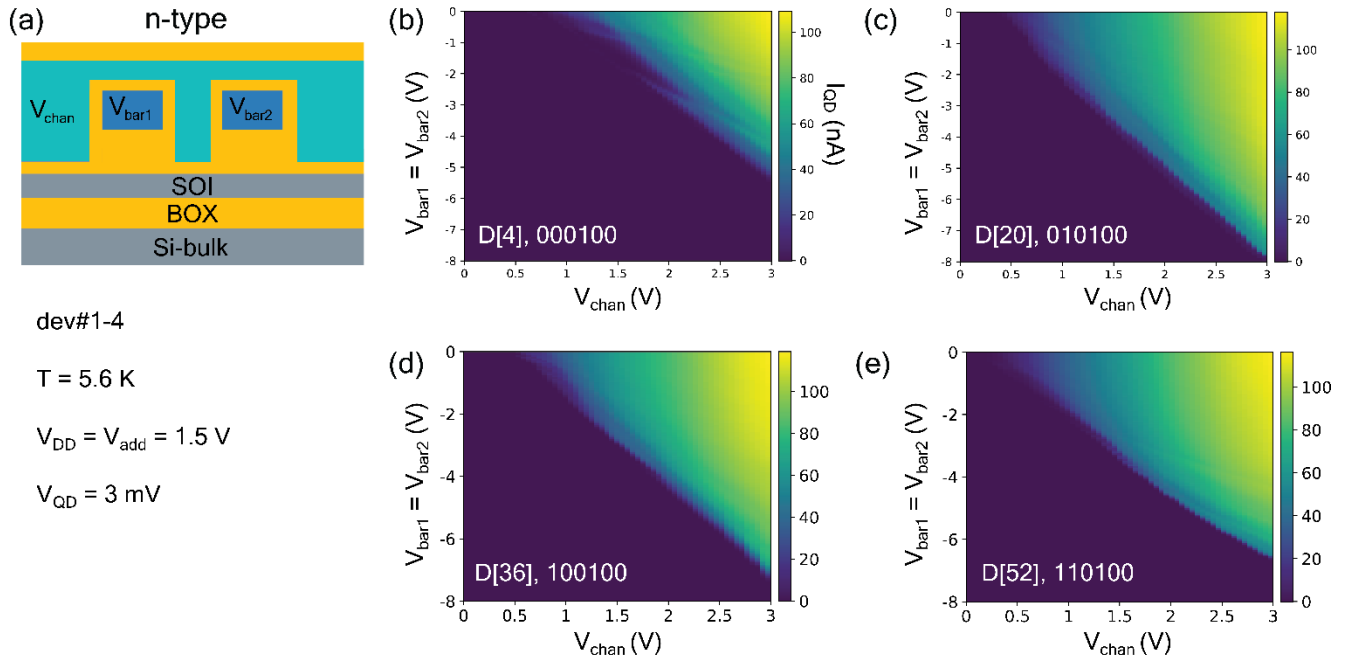 (a)
n-type
V_chan
V_bar1
V_bar2
SOI
BOX
Si-bulk
dev#1-4
T = 5.6 K
V_DD = V_add = 1.5 V
V_QD = 3 mV
(b)
V_bar1 = V_bar2 (V)
0
-1
-2
-3
-4
-5
-6
-7
-8
D[4], 000100
0 0.5 1 1.5 2 2.5 3
V_chan (V)
100
80
60
40
20
0
I_QD (nA)
(c)
V_bar1 = V_bar2 (V)
0
-1
-2
-3
-4
-5
-6
-7
-8
D[20], 010100
0 0.5 1 1.5 2 2.5 3
V_chan (V)
100
80
60
40
20
0
(d)
V_bar1 = V_bar2 (V)
0
-2
-4
-6
-8
D[36], 100100
0 0.5 1 1.5 2 2.5 3
V_chan (V)
100
80
60
40
20
0
(e)
V_bar1 = V_bar2 (V)
0
-2
-4
-6
-8
D[52], 110100
0 0.5 1 1.5 2 2.5 3
V_chan (V)
100
80
60
40
20
0